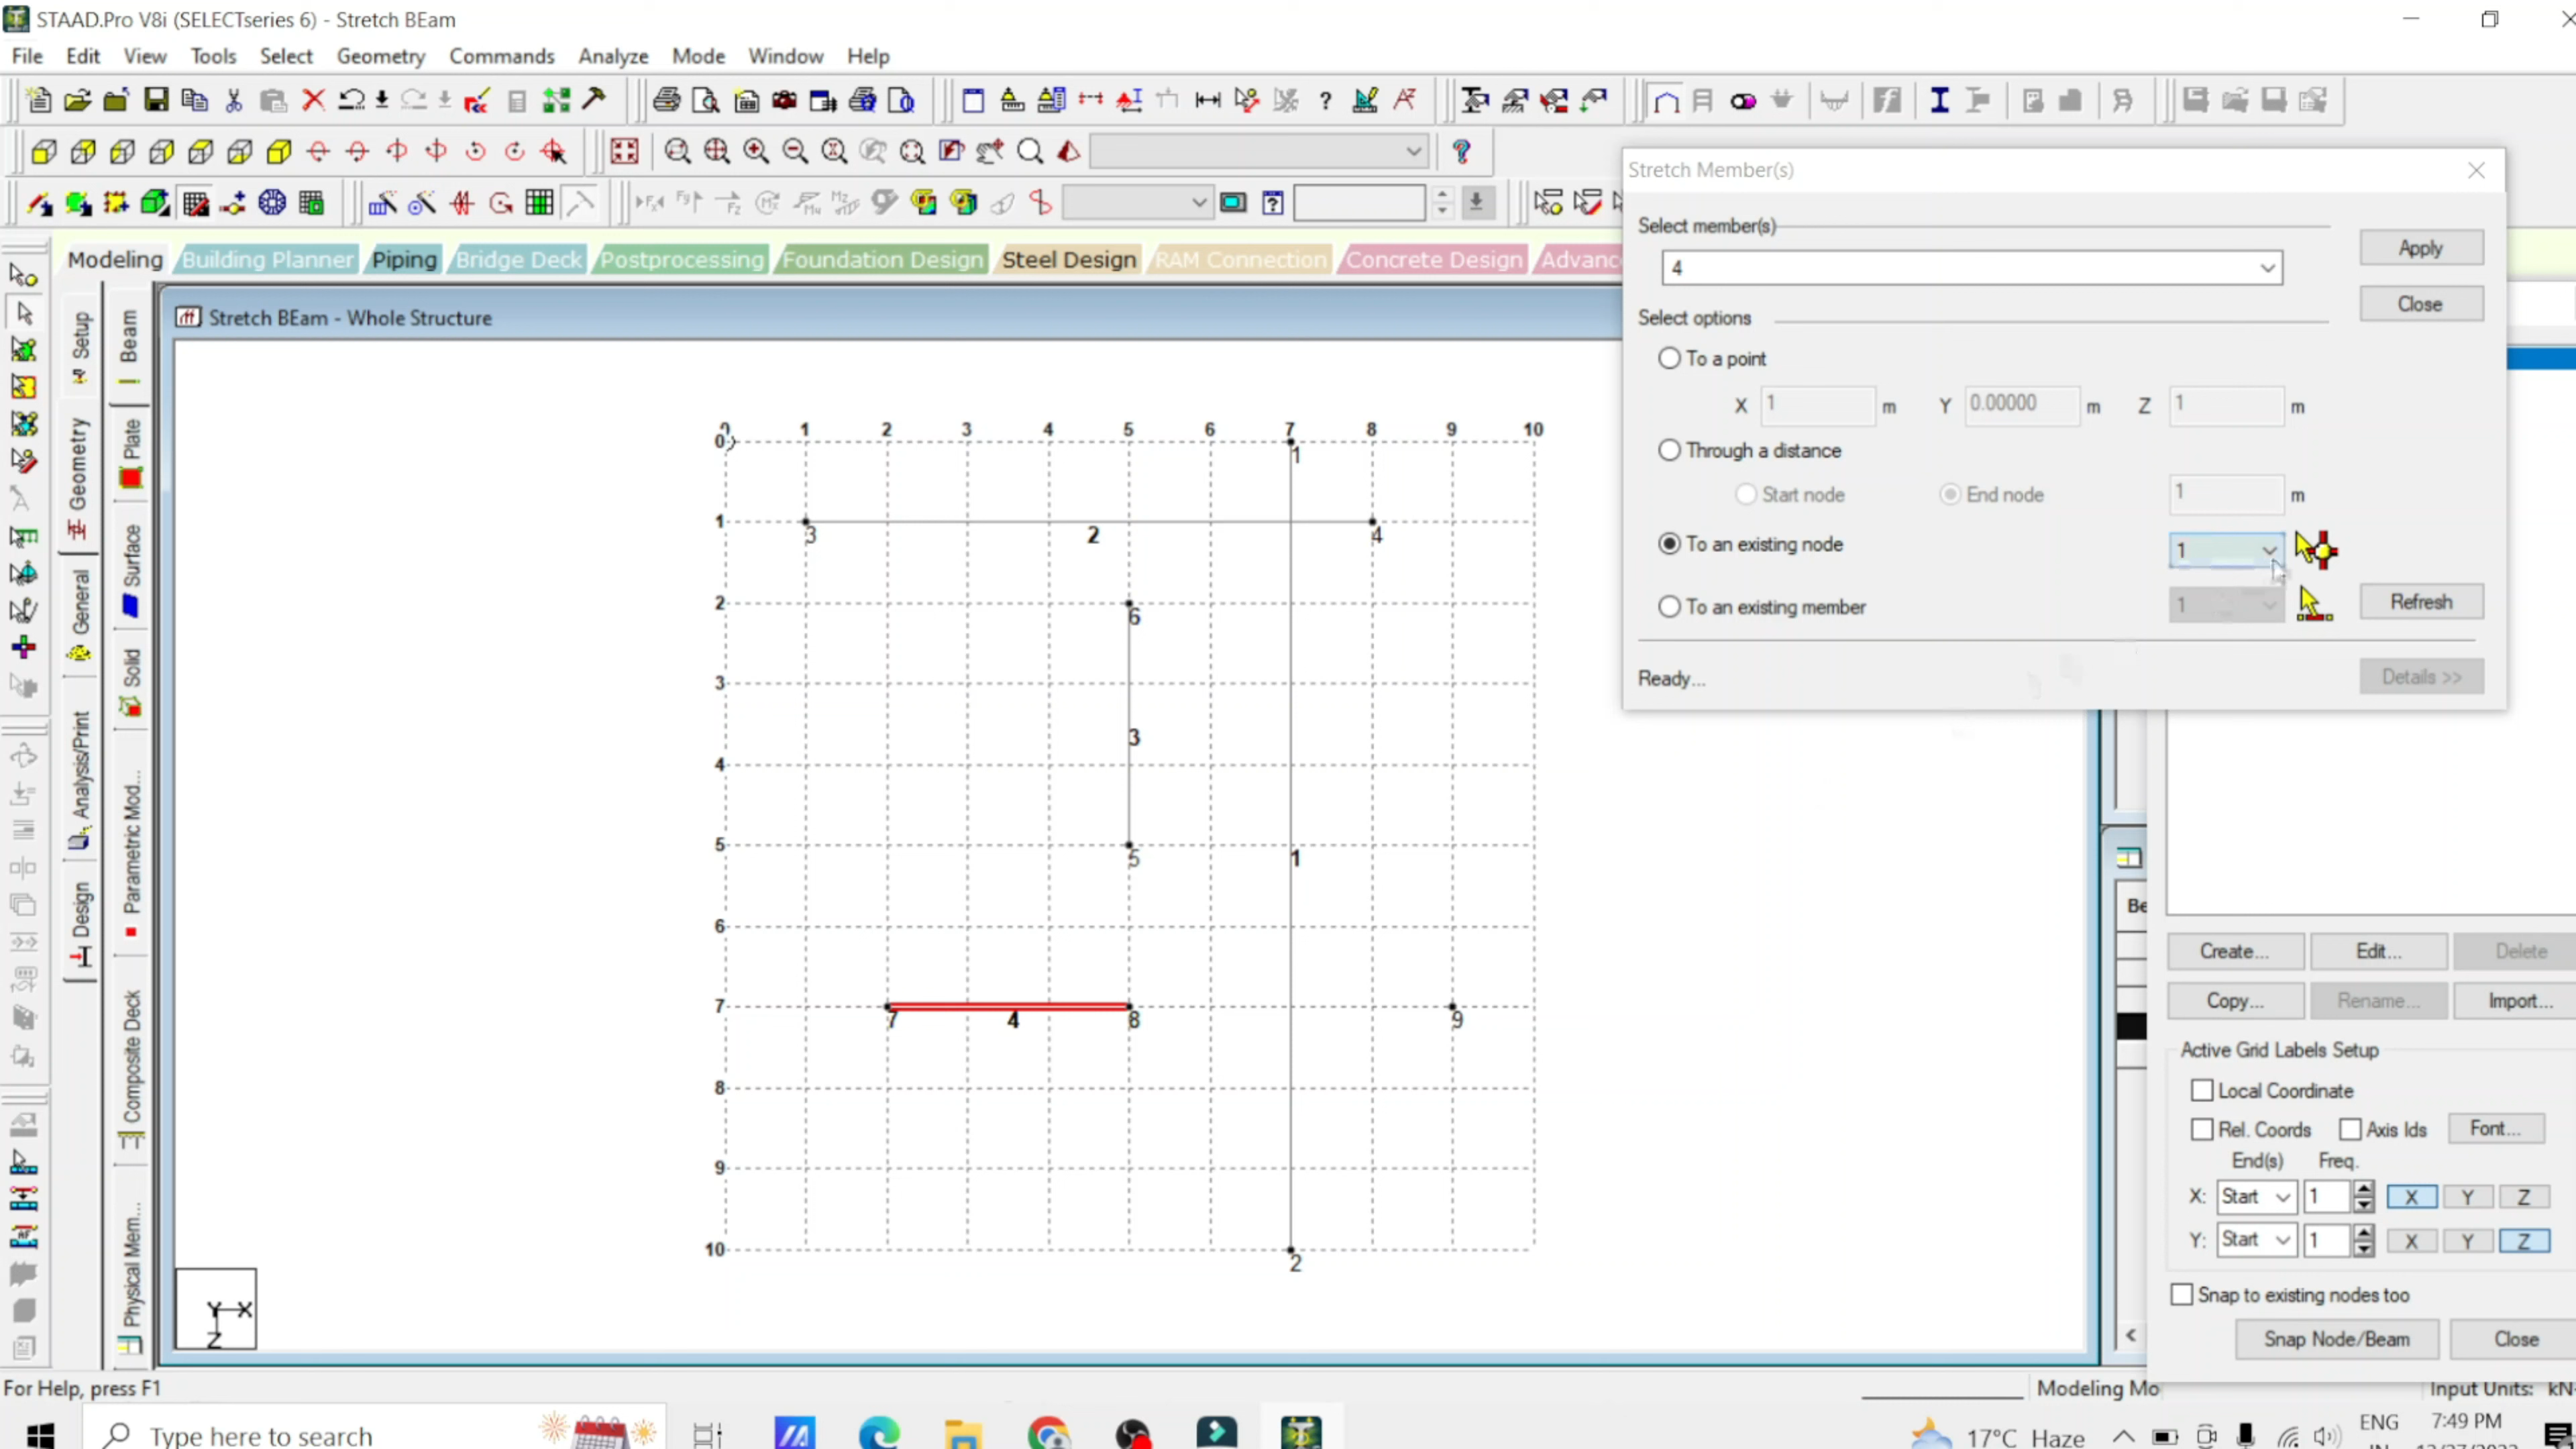 STAAD.Pro V8i (SELECTseries 6) - Stretch BEam
File Edit View Tools Select Geometry Commands Analyze Mode Window Help
Modeling Building Planner Piping Bridge Deck Postprocessing Foundation Design Steel Design RAM Connection Concrete Design
Setup
Geometry
General
Analysis/Print
Design
Beam
Plate
Surface
Solid
Parametric Mod...
Composite Deck
Physical Mem...
Stretch BEam - Whole Structure
0 1 2 3 4 5 6 7 8 9 10
0
1
1
3 2 4
2
6
3
3
4
5
5 1
6
7
7 4 8 9
8
9
10
2
Y X
Z
Stretch Member(s)
Select member(s)
4
Apply
Close
Select options
To a point
X 1 m Y 0.00000 m Z 1 m
Through a distance
Start node End node 1 m
To an existing node 1
To an existing member 1 Refresh
Ready... Details >>
Be
Create... Edit... Delete
Copy... Rename... Import...
Active Grid Labels Setup
Local Coordinate
Rel. Coords Axis Ids Font...
End(s) Freq.
X: Start 1 X Y Z
Y: Start 1 X Y Z
Snap to existing nodes too
Snap Node/Beam Close
For Help, press F1
Modeling Mo
Input Units: kN
Type here to search
17°C Haze
ENG
7:49 PM